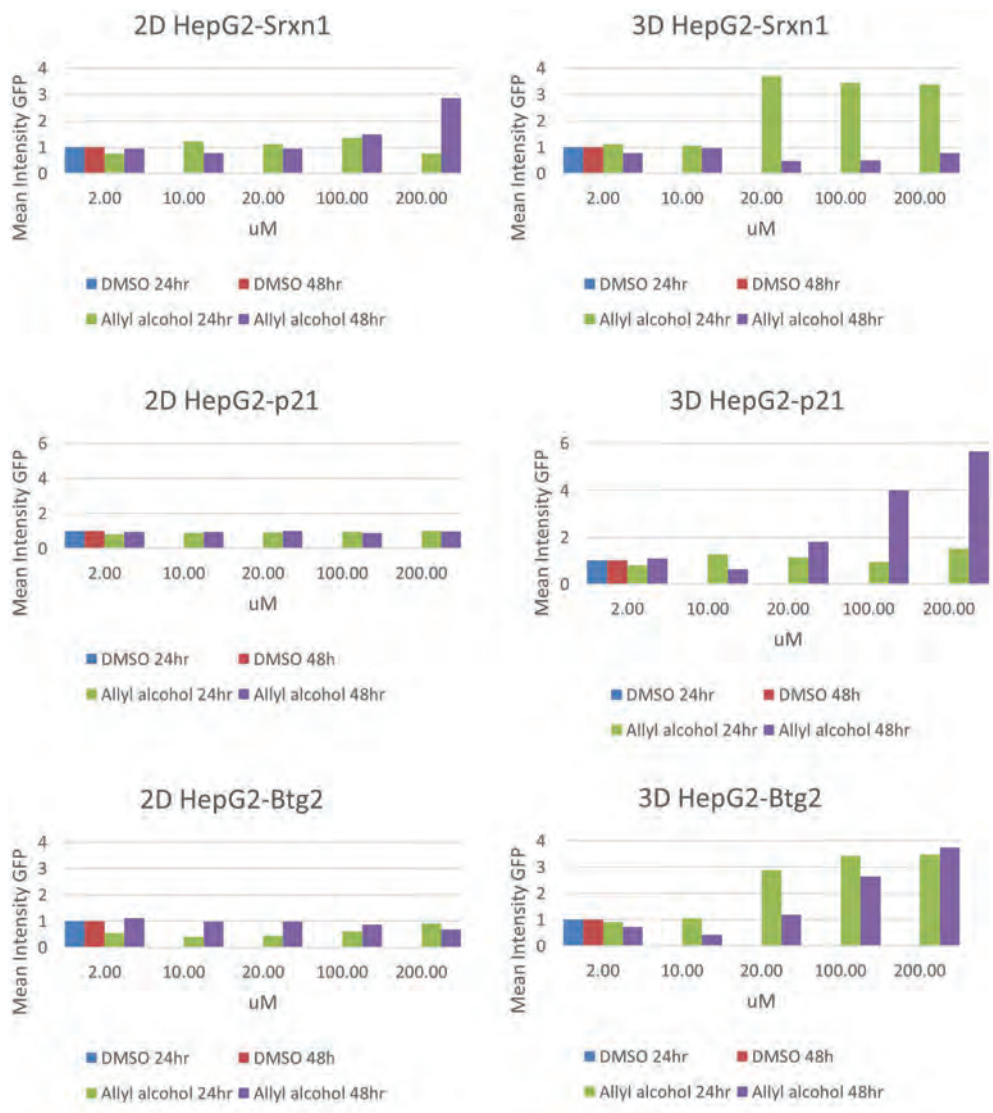 2D HepG2-Srxn1
Mean Intensity GFP
4
3
2
1
0
2.00 10.00 20.00 100.00 200.00
uM
DMSO 24hr DMSO 48hr
Allyl alcohol 24hr Allyl alcohol 48hr
3D HepG2-Srxn1
Mean Intensity GFP
4
3
2
1
0
2.00 10.00 20.00 100.00 200.00
uM
DMSO 24hr DMSO 48hr
Allyl alcohol 24hr Allyl alcohol 48hr
2D HepG2-p21
Mean Intensity GFP
6
4
2
0
2.00 10.00 20.00 100.00 200.00
uM
DMSO 24hr DMSO 48h
Allyl alcohol 24hr Allyl alcohol 48hr
3D HepG2-p21
Mean Intensity GFP
6
4
2
0
2.00 10.00 20.00 100.00 200.00
uM
DMSO 24hr DMSO 48h
Allyl alcohol 24hr Allyl alcohol 48hr
2D HepG2-Btg2
Mean Intensity GFP
4
3
2
1
0
2.00 10.00 20.00 100.00 200.00
uM
DMSO 24hr DMSO 48h
Allyl alcohol 24hr Allyl alcohol 48hr
3D HepG2-Btg2
Mean Intensity GFP
4
3
2
1
0
2.00 10.00 20.00 100.00 200.00
uM
DMSO 24hr DMSO 48h
Allyl alcohol 24hr Allyl alcohol 48hr